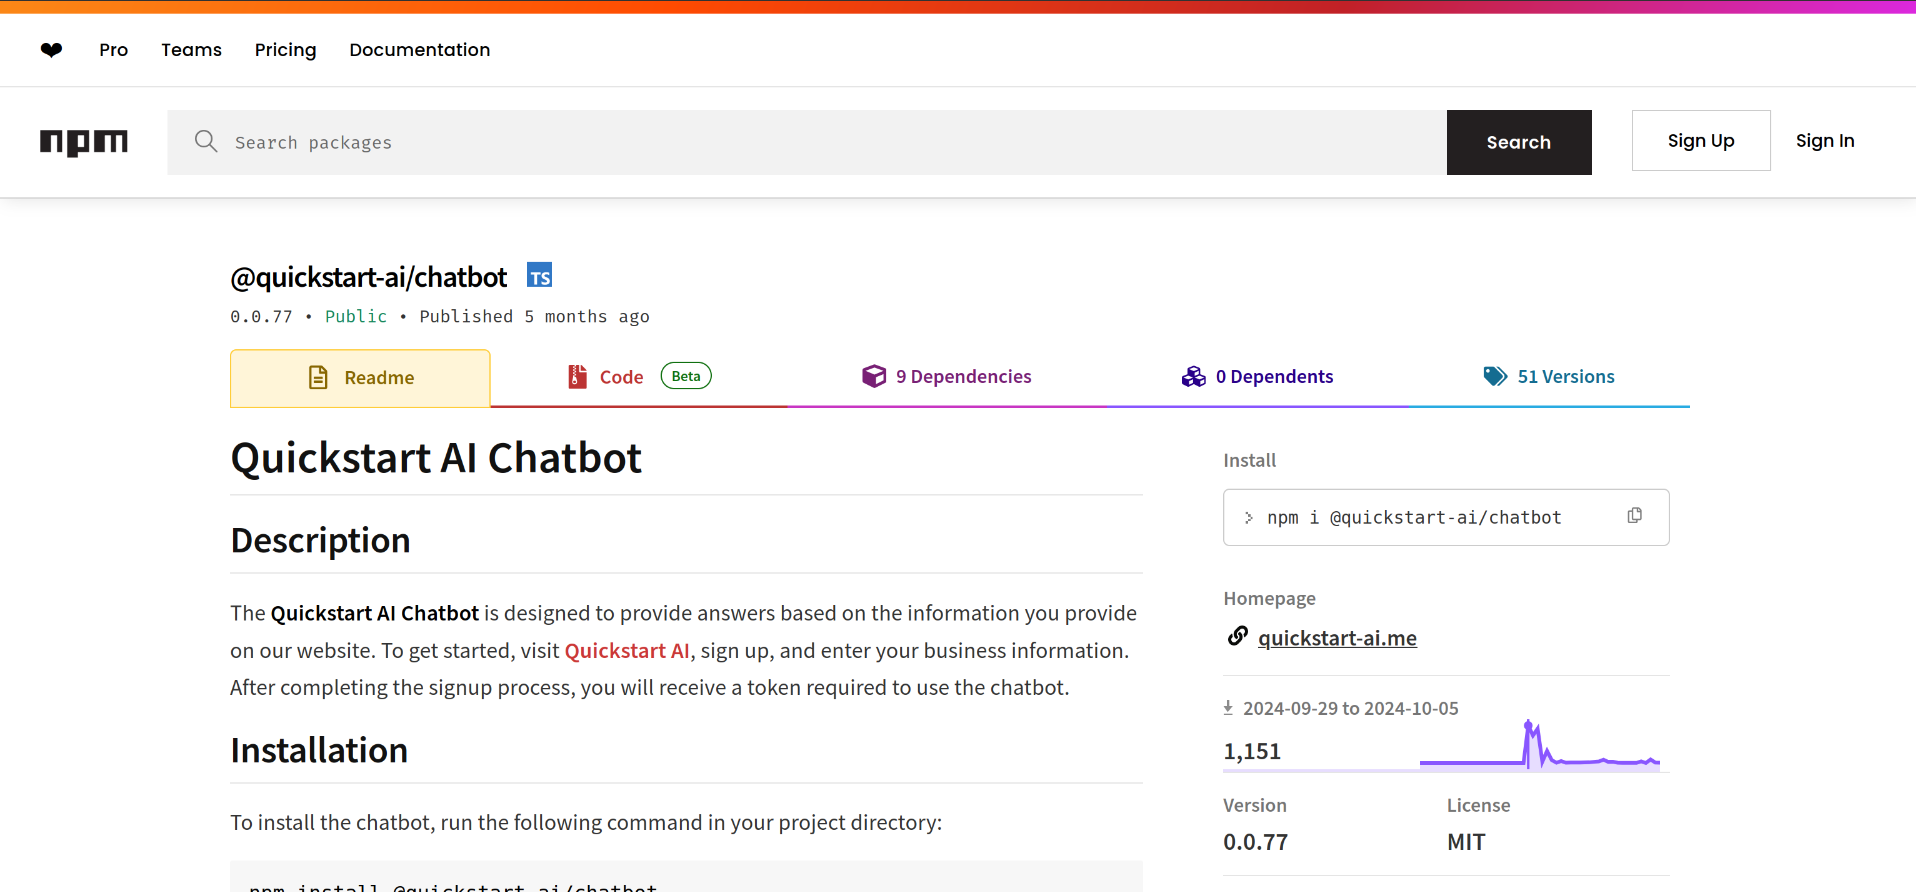 Pro Teams Pricing Documentation
npm Search packages Search Sign Up Sign In
@quickstart-ai/chatbot TS
0.0.77 • Public • Published 5 months ago
Readme Code Beta 9 Dependencies 0 Dependents 51 Versions
Quickstart AI Chatbot
Description
The Quickstart AI Chatbot is designed to provide answers based on the information you provide
on our website. To get started, visit Quickstart AI, sign up, and enter your business information.
After completing the signup process, you will receive a token required to use the chatbot.
Installation
To install the chatbot, run the following command in your project directory:
npm install @quickstart-ai/chatbot
Install
npm i @quickstart-ai/chatbot
Homepage
quickstart-ai.me
2024-09-29 to 2024-10-05
1,151
Version License
0.0.77 MIT